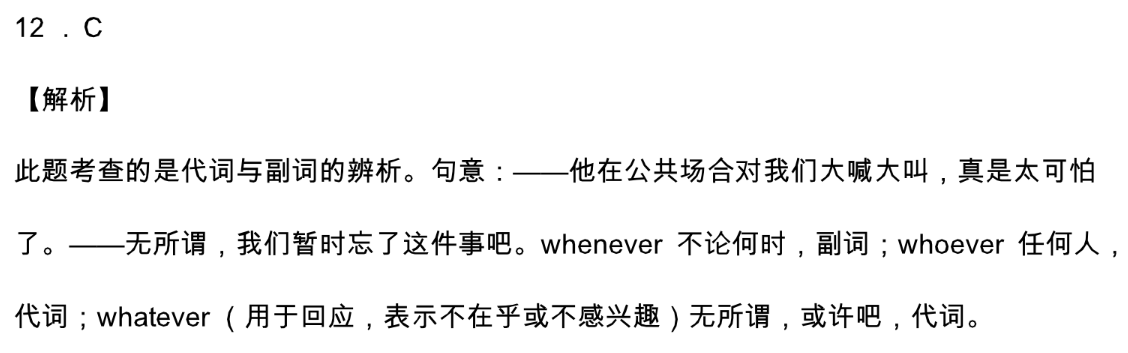 12 . C
【解析】
此题考查的是代词与副词的辨析。句意：——他在公共场合对我们大喊大叫，真是太可怕
了。——无所谓，我们暂时忘了这件事吧。whenever 不论何时，副词；whoever 任何人，
代词；whatever（用于回应，表示不在乎或不感兴趣）无所谓，或许吧，代词。